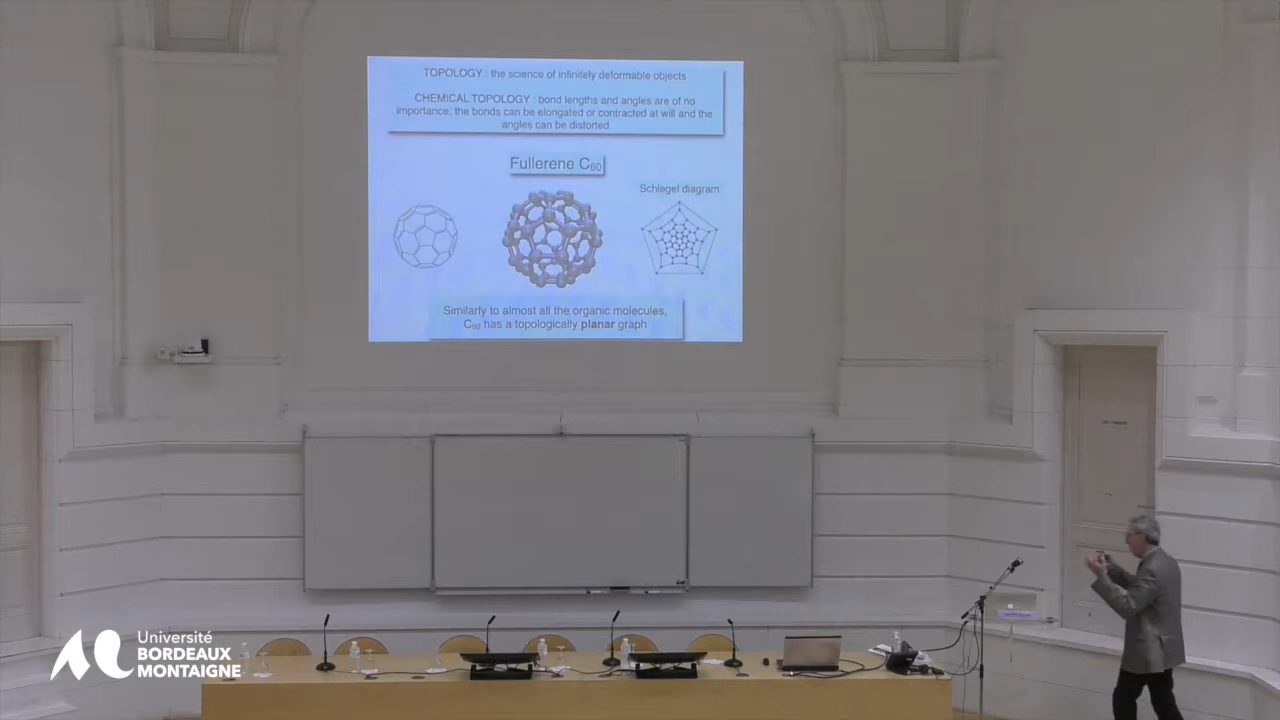 TOPOLOGY : the science of infinitely deformable objects
CHEMICAL TOPOLOGY : bond lengths and angles are of no
importance, the bonds can be elongated or contracted at will and the
angles can be distorted
Fullerene C₆₀
Schlegel diagram
Similarly to almost all the organic molecules,
C₆₀ has a topologically planar graph
Université
BORDEAUX
MONTAIGNE